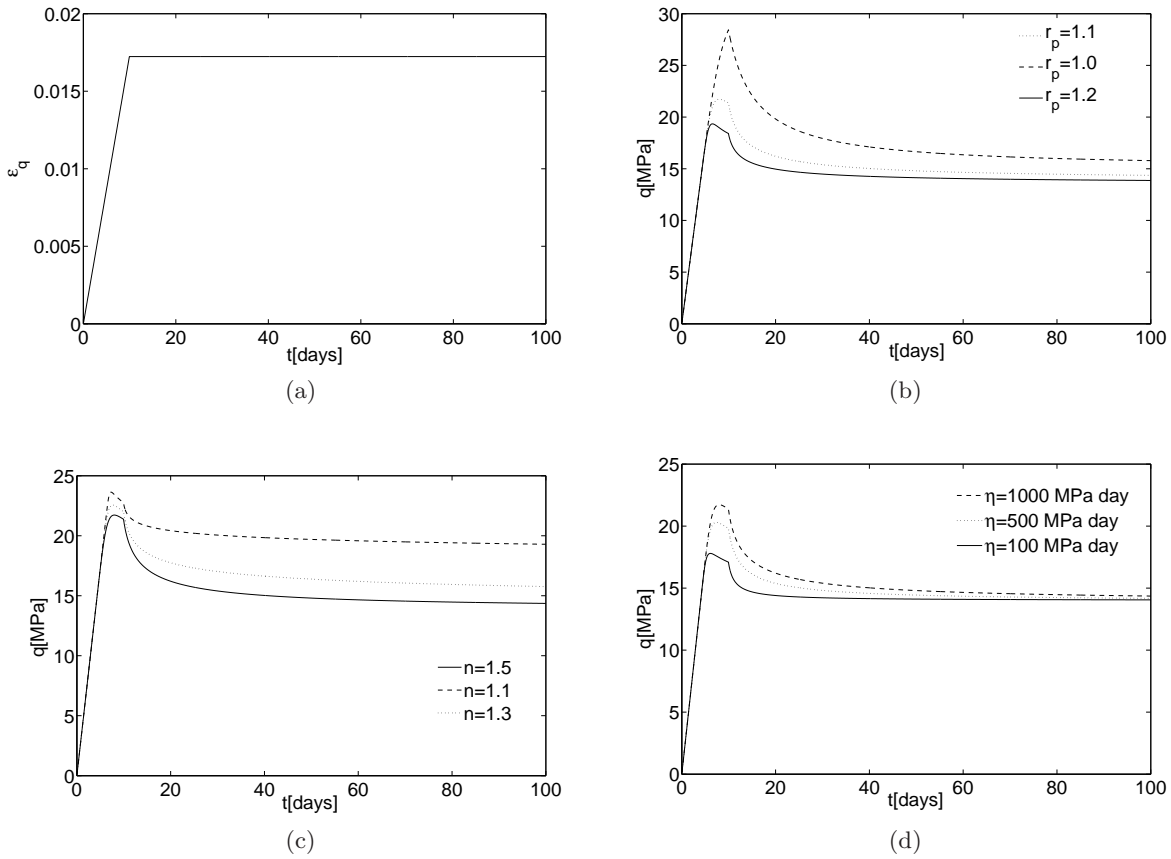 0.02
0.015
0.01
0.005
0
ε_q
0 20 40 60 80 100
t[days]
(a)
30
25
20
15
10
5
0
q[MPa]
r_p=1.1
r_p=1.0
r_p=1.2
0 20 40 60 80 100
t[days]
(b)
25
20
15
10
5
0
q[MPa]
n=1.5
n=1.1
n=1.3
0 20 40 60 80 100
t[days]
(c)
25
20
15
10
5
0
q[MPa]
η=1000 MPa day
η=500 MPa day
η=100 MPa day
0 20 40 60 80 100
t[days]
(d)